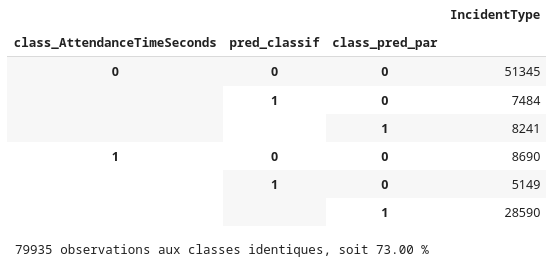 IncidentType
class_AttendanceTimeSeconds pred_classif class_pred_par
0 0 0 51345
1 0 7484
1 8241
1 0 0 8690
1 0 5149
1 28590
79935 observations aux classes identiques, soit 73.00 %